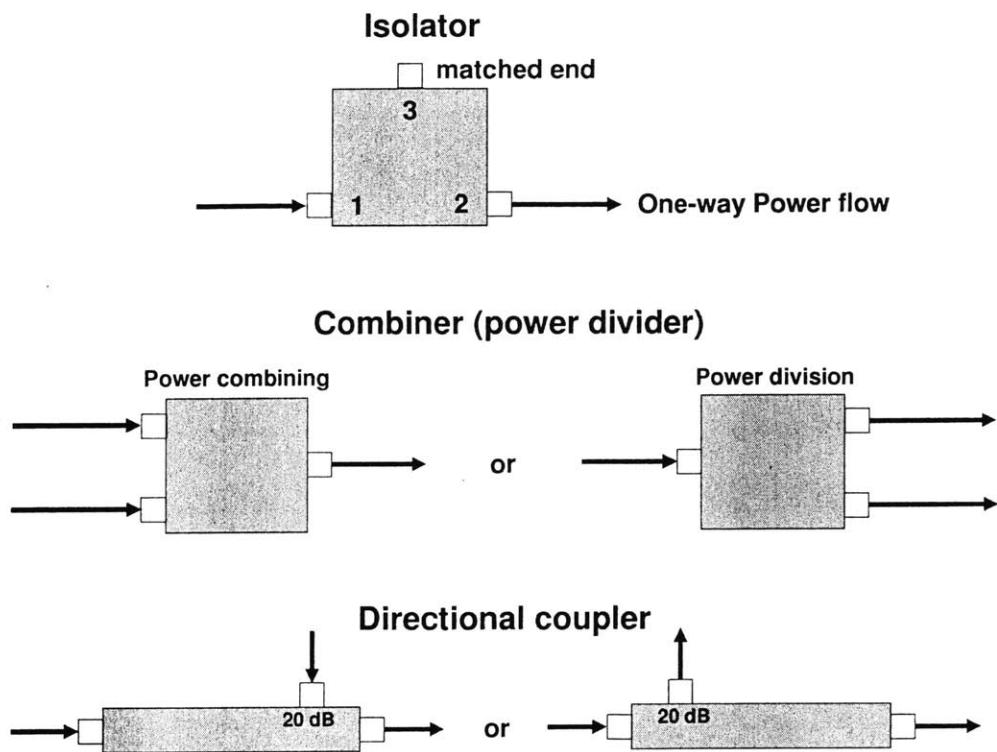 Isolator
matched end
3
1
2
One-way Power flow
Combiner (power divider)
Power combining
Power division
or
Directional coupler
20 dB
or
20 dB